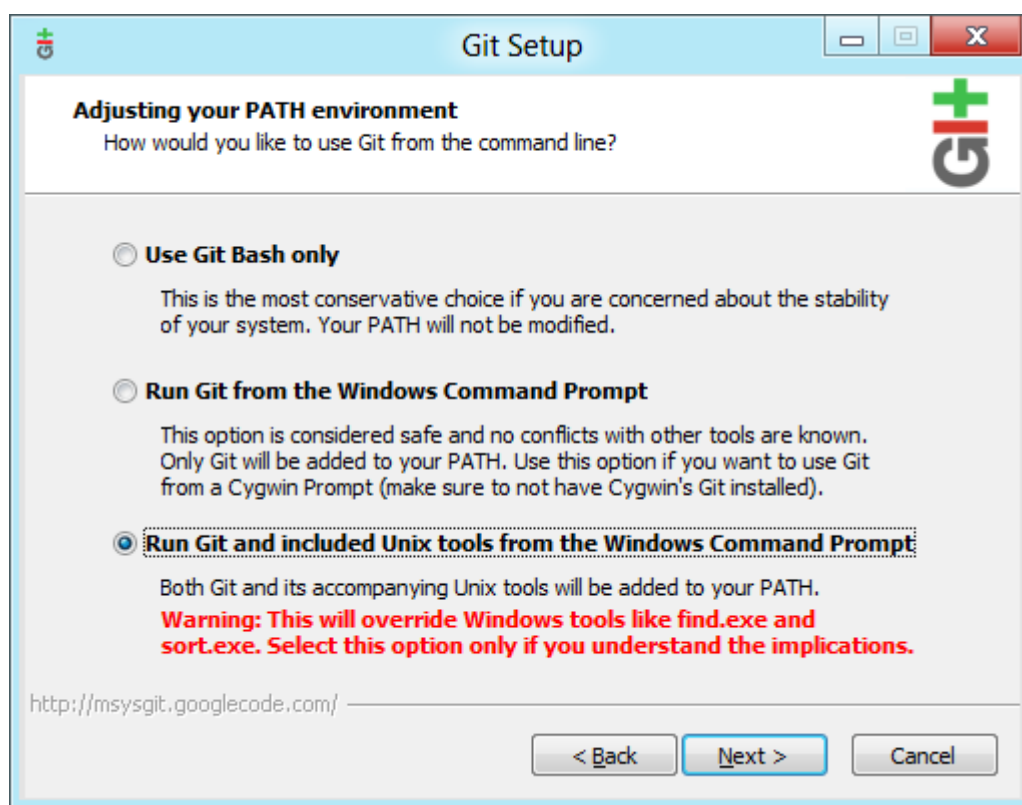 Git Setup
Adjusting your PATH environment
How would you like to use Git from the command line?
Git
Use Git Bash only
This is the most conservative choice if you are concerned about the stability
of your system. Your PATH will not be modified.
Run Git from the Windows Command Prompt
This option is considered safe and no conflicts with other tools are known.
Only Git will be added to your PATH. Use this option if you want to use Git
from a Cygwin Prompt (make sure to not have Cygwin's Git installed).
Run Git and included Unix tools from the Windows Command Prompt
Both Git and its accompanying Unix tools will be added to your PATH.
Warning: This will override Windows tools like find.exe and
sort.exe. Select this option only if you understand the implications.
http://msysgit.googlecode.com/
< Back Next > Cancel